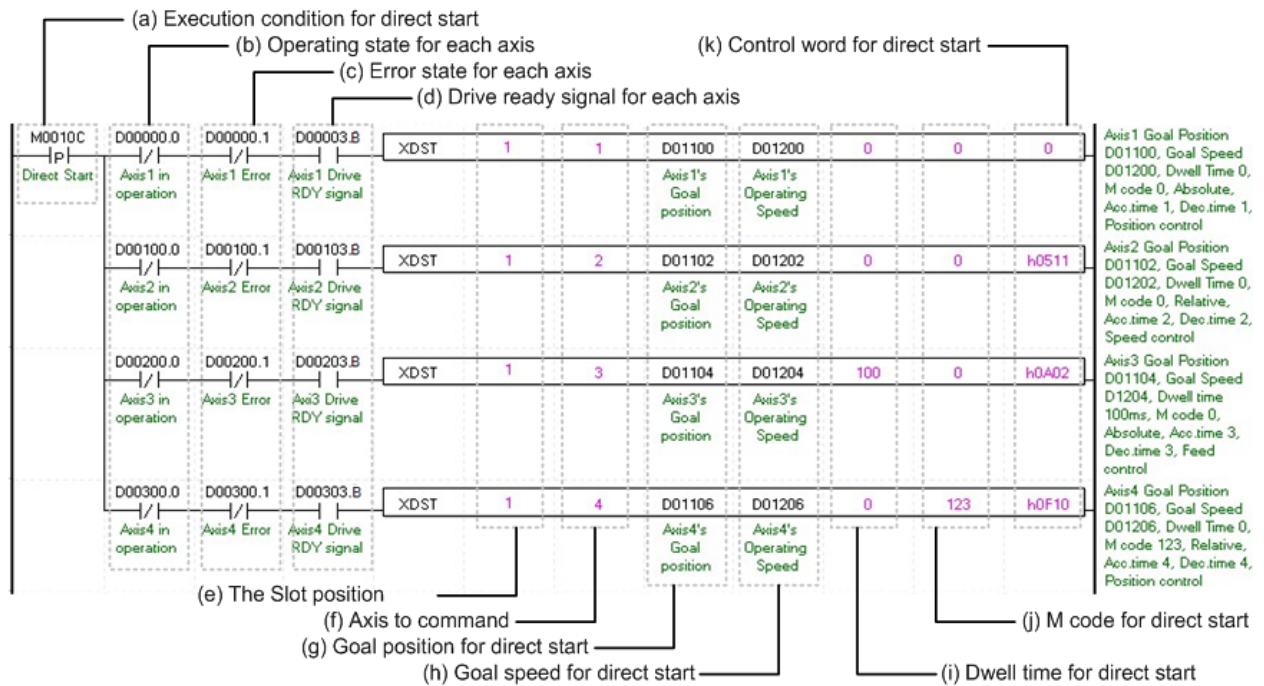 (a) Execution condition for direct start
(b) Operating state for each axis
(k) Control word for direct start
(c) Error state for each axis
(d) Drive ready signal for each axis
M0010C D00000.0 D00000.1 D00003.B
P
XDST 1 1 D01100 D01200 0 0 0
Direct Start
Axis1 in
operation
Axis1 Error
Axis1 Drive
RDY signal
Axis1's
Goal
position
Axis1's
Operating
Speed
Axis1 Goal Position
D01100, Goal Speed
D01200, Dwell Time 0,
M code 0, Absolute,
Acc.time 1, Dec.time 1,
Position control
D00100.0 D00100.1 D00103.B
XDST 1 2 D01102 D01202 0 0 h0511
Axis2 in
operation
Axis2 Error
Axis2 Drive
RDY signal
Axis2's
Goal
position
Axis2's
Operating
Speed
Axis2 Goal Position
D01102, Goal Speed
D01202, Dwell Time 0,
M code 0, Relative,
Acc.time 2, Dec.time 2,
Speed control
D00200.0 D00200.1 D00203.B
XDST 1 3 D01104 D01204 100 0 h0A02
Axis3 in
operation
Axis3 Error
Axi3 Drive
RDY signal
Axis3's
Goal
position
Axis3's
Operating
Speed
Axis3 Goal Position
D01104, Goal Speed
D1204, Dwell time
100ms, M code 0,
Absolute, Acc.time 3,
Dec.time 3, Feed
control
D00300.0 D00300.1 D00303.B
XDST 1 4 D01106 D01206 0 123 h0F10
Axis4 in
operation
Axis4 Error
Axis4 Drive
RDY signal
Axis4's
Goal
position
Axis4's
Operating
Speed
Axis4 Goal Position
D01106, Goal Speed
D01206, Dwell Time 0,
M code 123, Relative,
Acc.time 4, Dec.time 4,
Position control
(e) The Slot position
(f) Axis to command
(j) M code for direct start
(g) Goal position for direct start
(h) Goal speed for direct start
(i) Dwell time for direct start